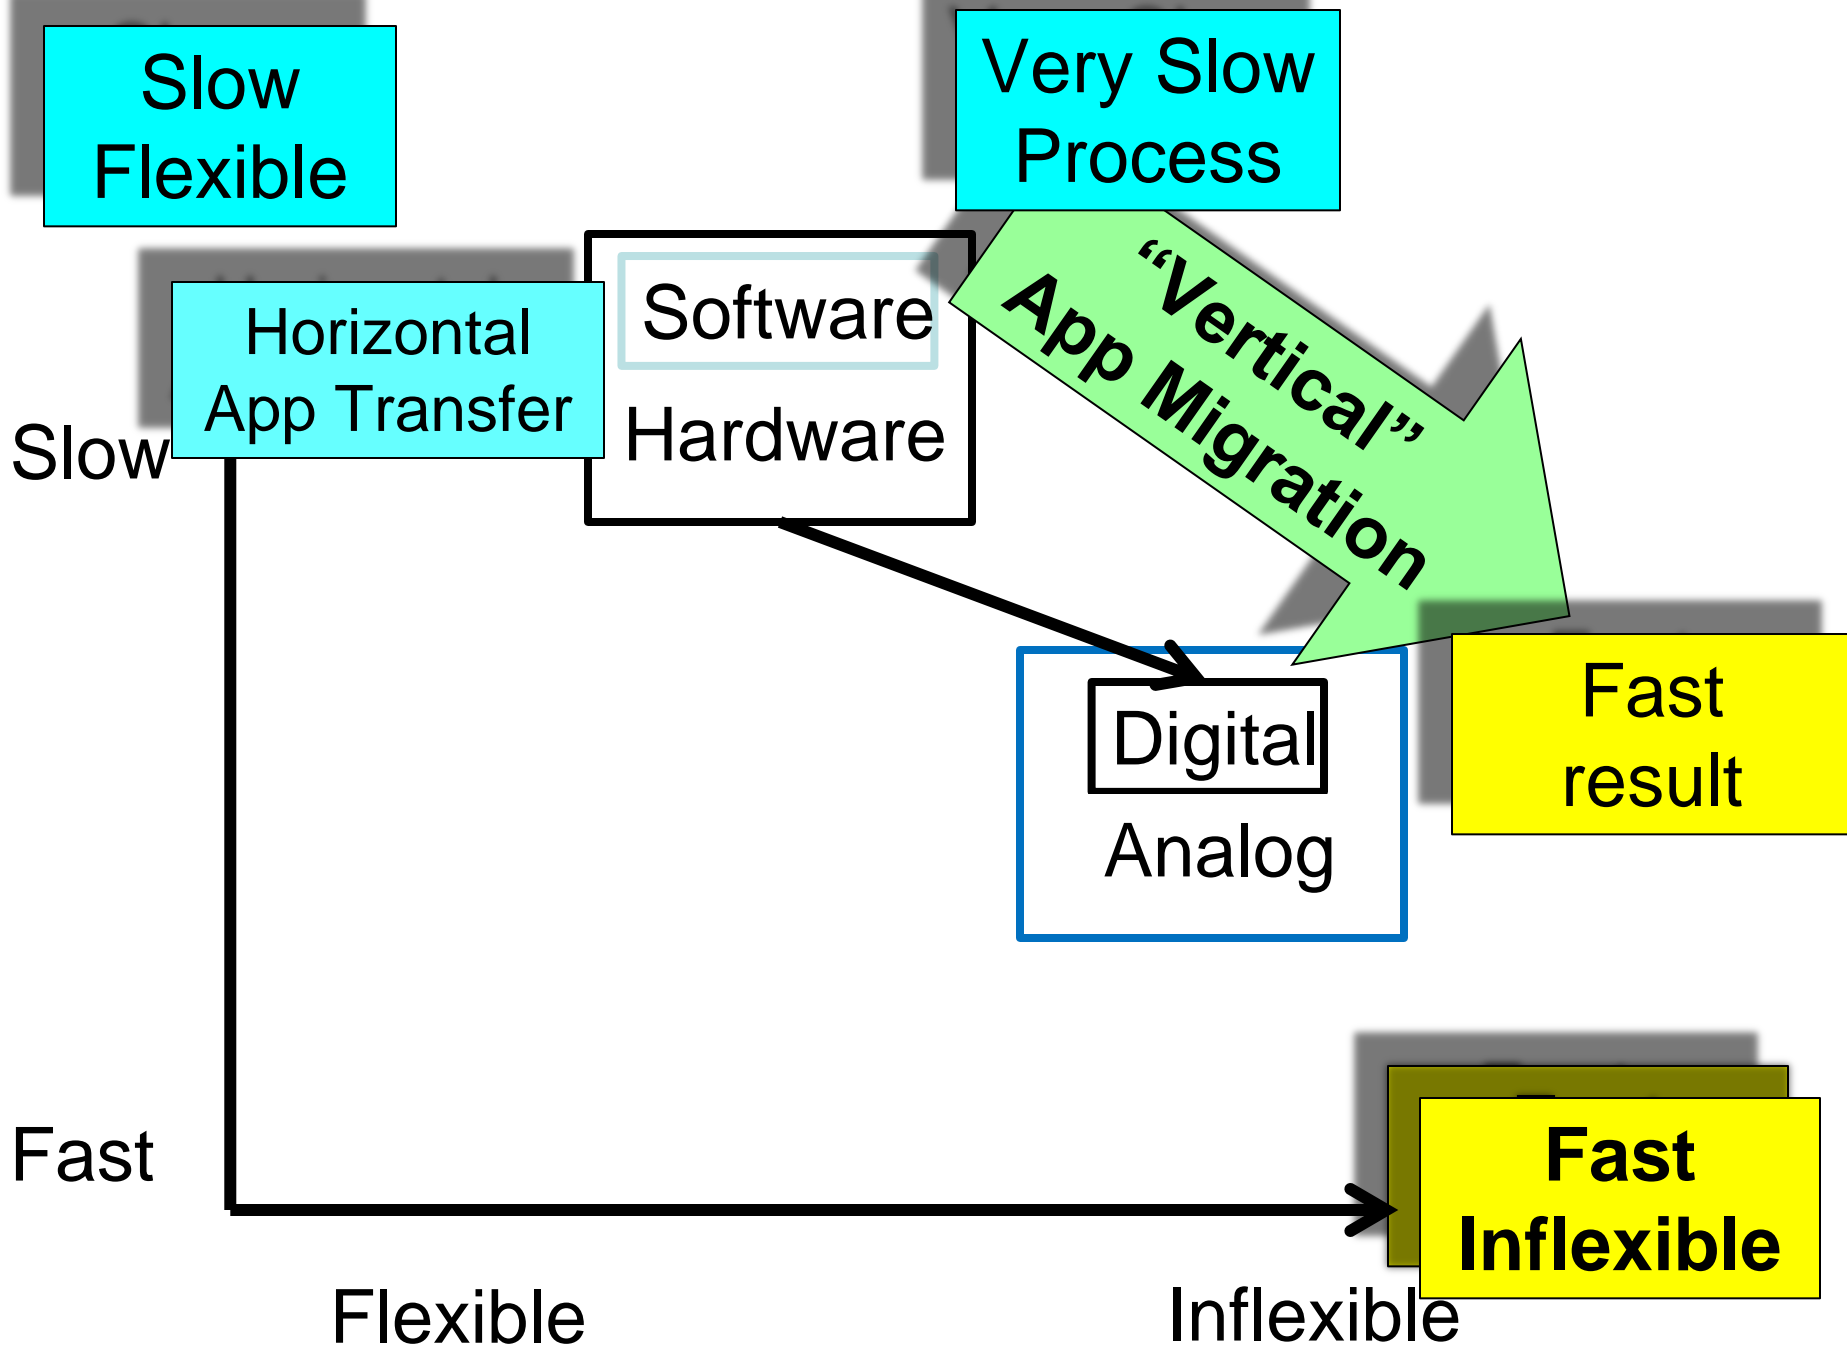 Slow
Flexible
Very Slow
Process
Horizontal
App Transfer
Software
Hardware
“Vertical”
App Migration
Slow
Fast
result
Digital
Analog
Fast
Fast
Inflexible
Flexible
Inflexible